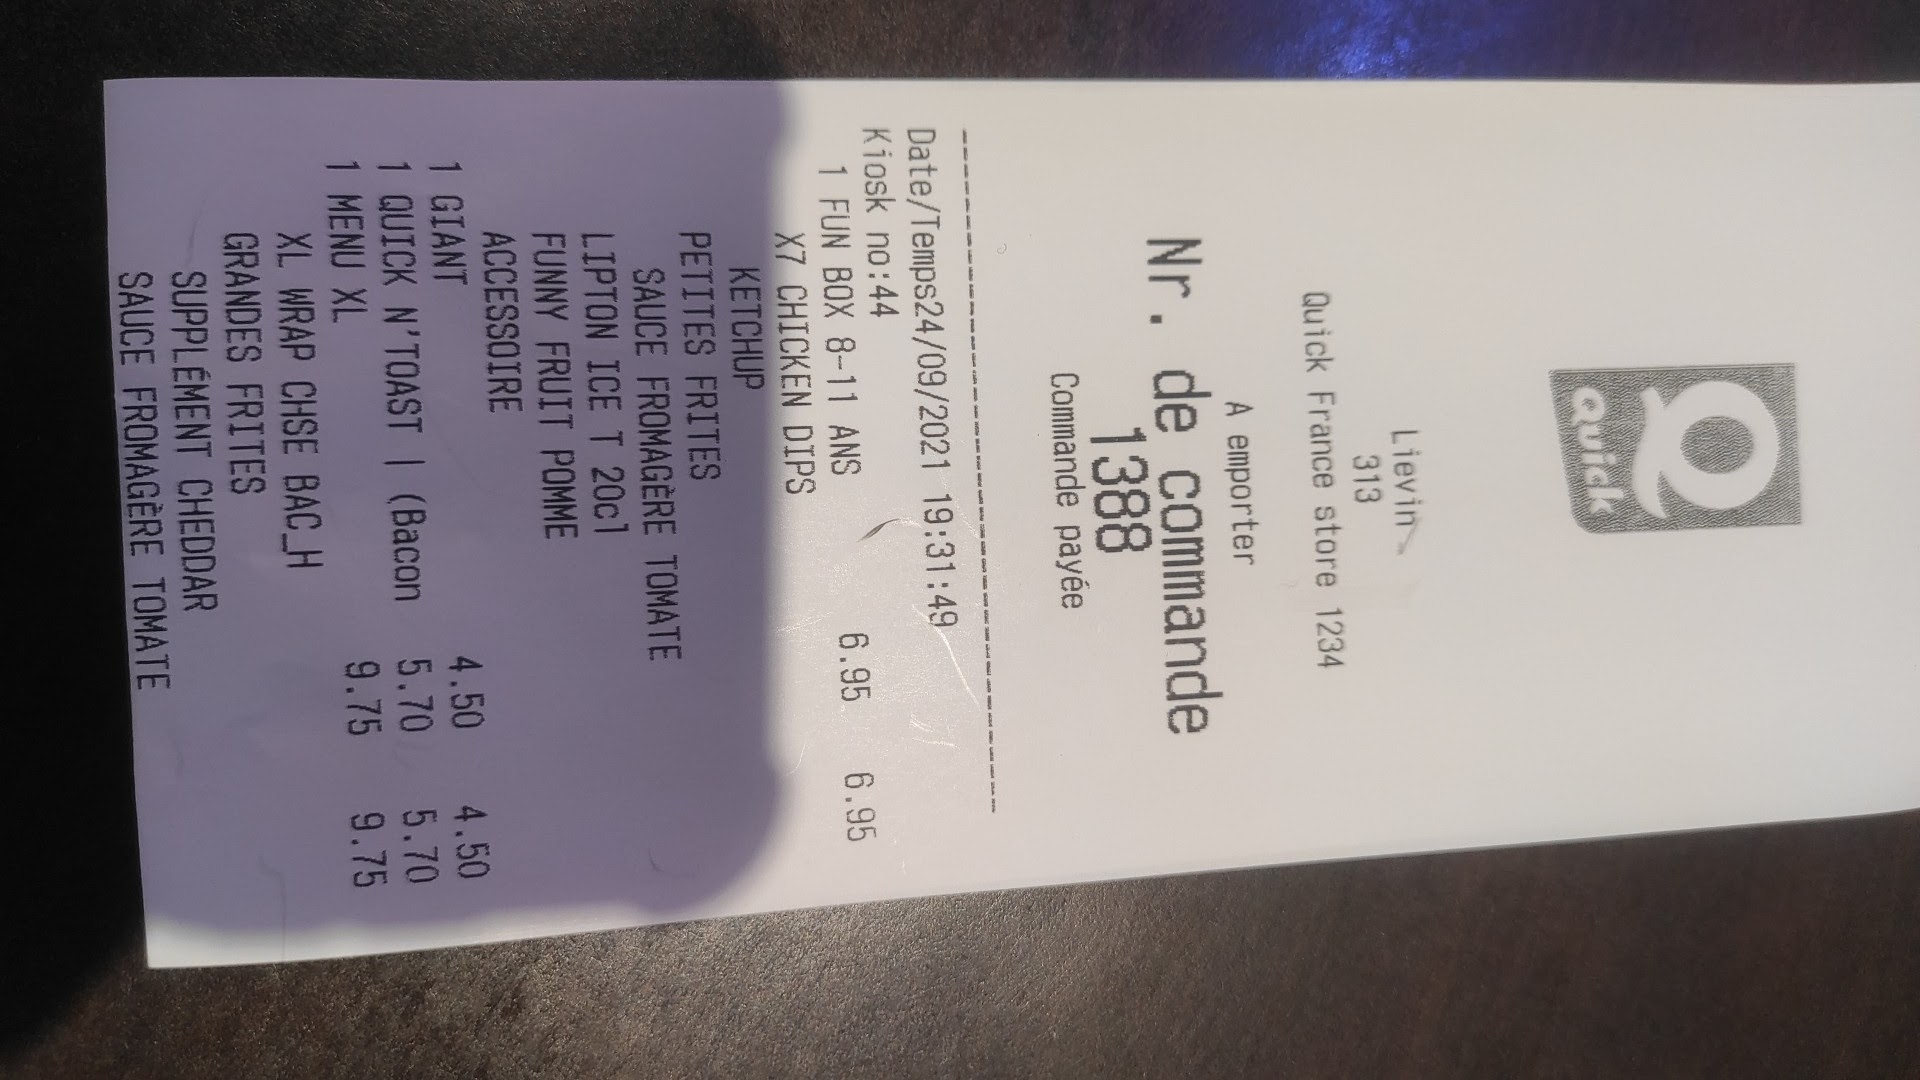 Q
Quick
Lievin
313
Quick France store 1234
A emporter
Nr. de commande
1388
Commande payée
Date/Temps24/09/2021 19:31:49
Kiosk no:44
1 FUN BOX 8-11 ANS 6.95 6.95
X7 CHICKEN DIPS
KETCHUP
PETITES FRITES
SAUCE FROMAGÈRE TOMATE
LIPTON ICE T 20cl
FUNNY FRUIT POMME
ACCESSOIRE
1 GIANT 4.50 4.50
1 QUICK N'TOAST | (Bacon 5.70 5.70
1 MENU XL 9.75 9.75
XL WRAP CHSE BAC_H
GRANDES FRITES
SUPPLÉMENT CHEDDAR
SAUCE FROMAGÈRE TOMATE